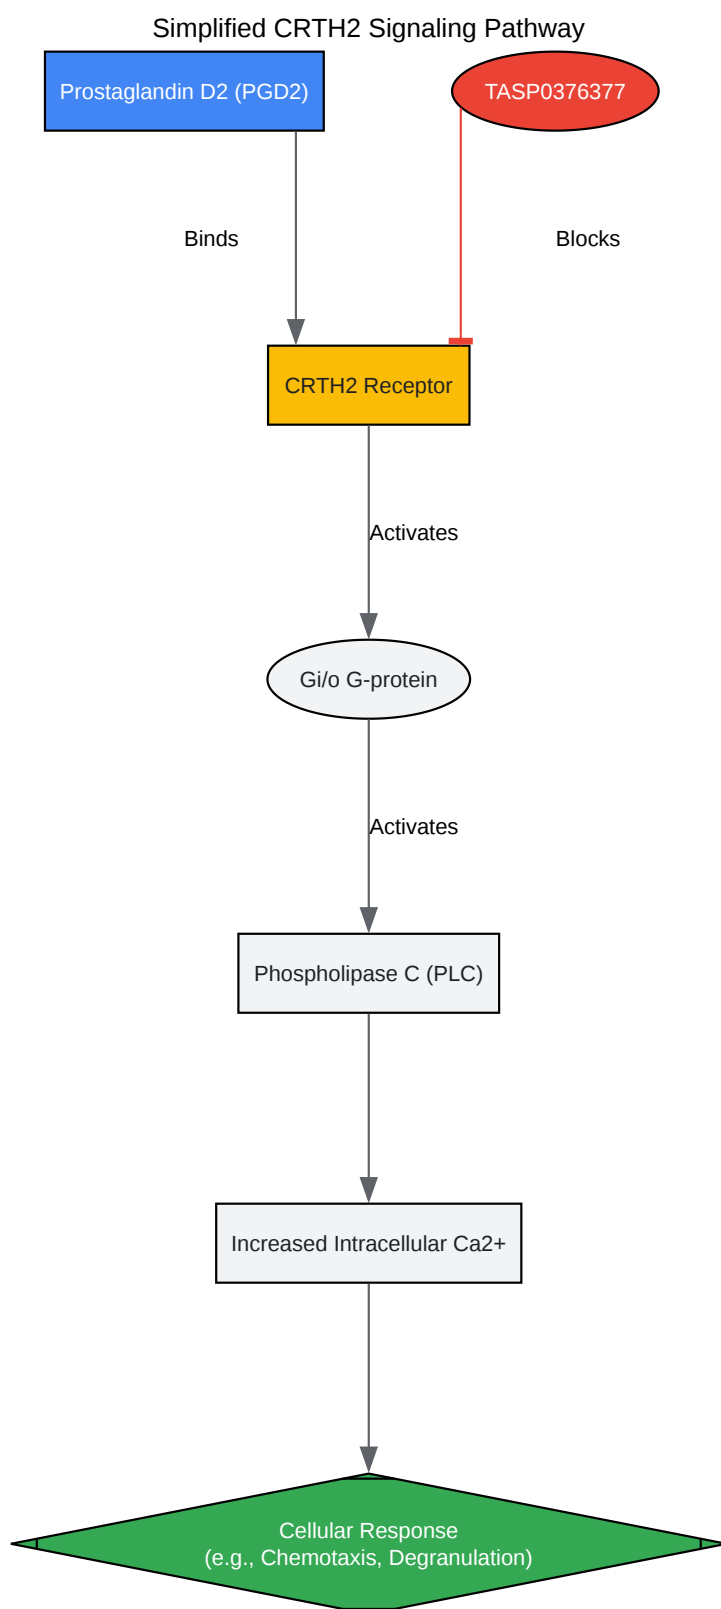 Simplified CRTH2 Signaling Pathway
Prostaglandin D2 (PGD2)
TASP0376377
Binds
Blocks
CRTH2 Receptor
Activates
Gi/o G-protein
Activates
Phospholipase C (PLC)
Increased Intracellular Ca2+
Cellular Response
(e.g., Chemotaxis, Degranulation)